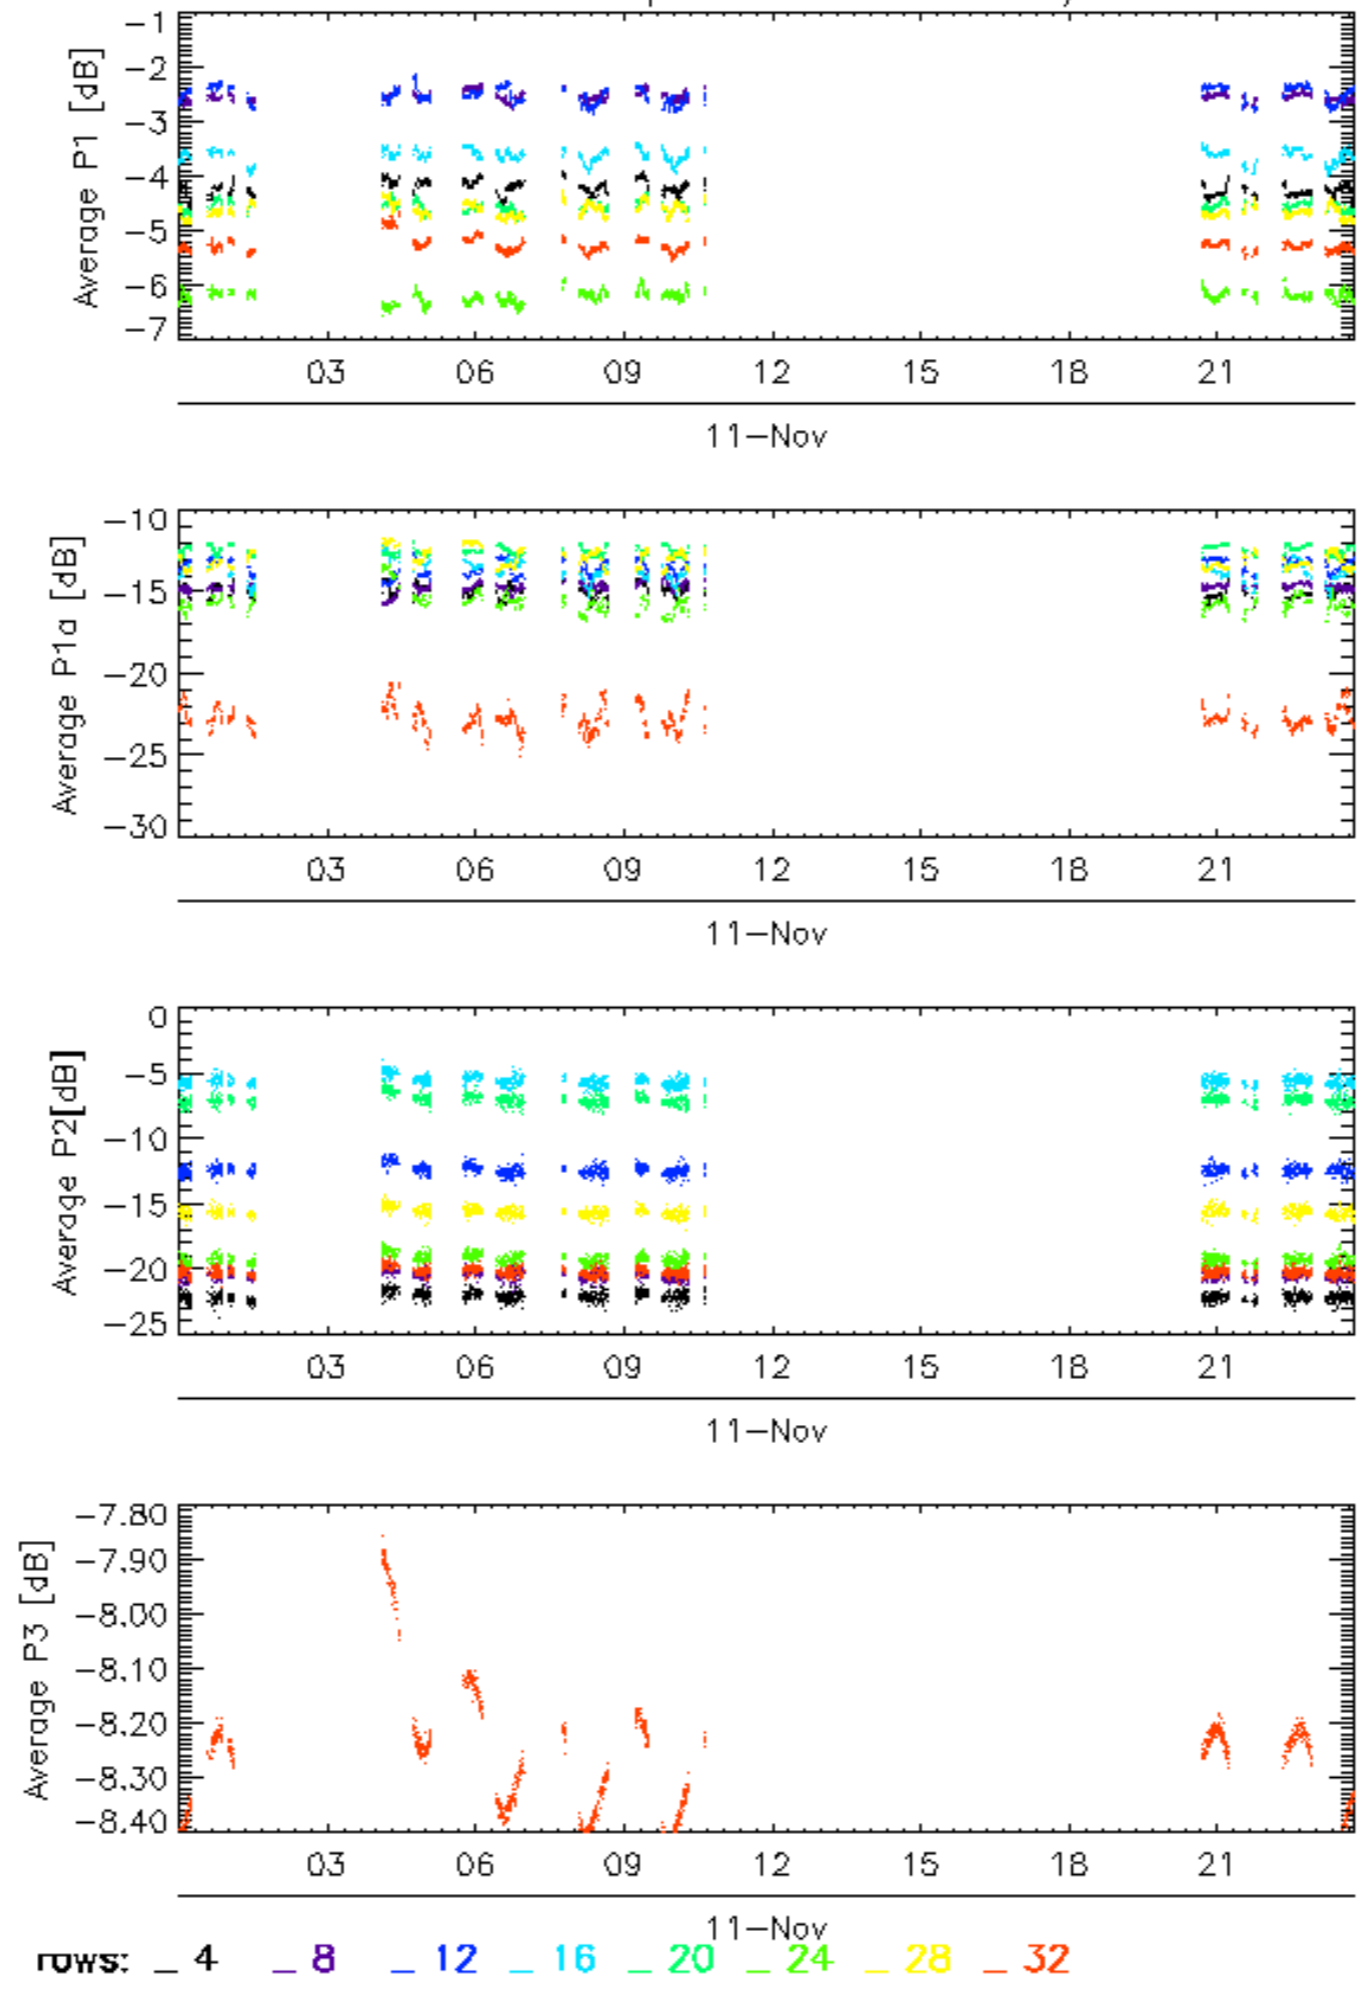 Average P1 [dB]
-1
-2
-3
-4
-5
-6
-7
03 06 09 12 15 18 21
11-Nov
Average P1a [dB]
-10
-15
-20
-25
-30
03 06 09 12 15 18 21
11-Nov
Average P2[dB]
0
-5
-10
-15
-20
-25
03 06 09 12 15 18 21
11-Nov
Average P3 [dB]
-7.80
-7.90
-8.00
-8.10
-8.20
-8.30
-8.40
03 06 09 12 15 18 21
11-Nov
rows: _ 4 _ 8 _ 12 _ 16 _ 20 _ 24 _ 28 _ 32